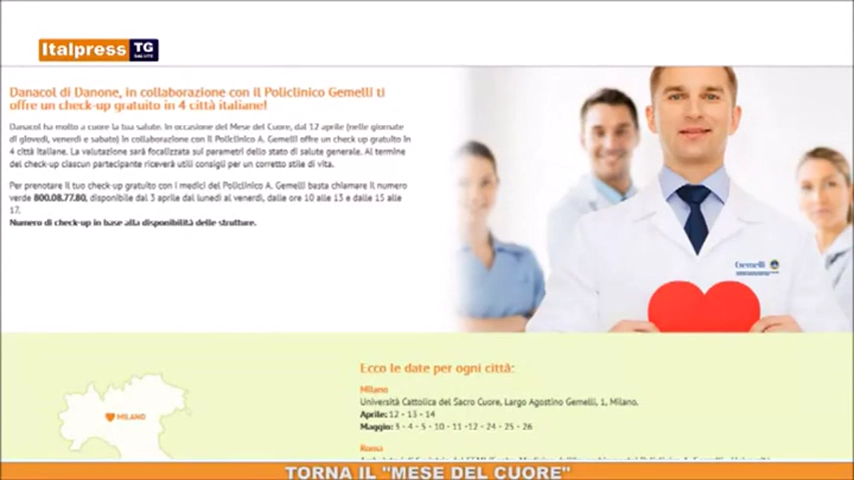 Italpress TG
SALUTE
Danacol di Danone, in collaborazione con il Policlinico Gemelli ti
offre un check-up gratuito in 4 città italiane!
Danacol ha molto a cuore la tua salute. In occasione del Mese del Cuore, dal 12 aprile (nelle giornate
di giovedì, venerdì e sabato) in collaborazione con il Policlinico A. Gemelli offre un check up gratuito in
4 città italiane. La valutazione sarà focalizzata sui parametri dello stato di salute generale. Al termine
del check-up ciascun partecipante riceverà utili consigli per un corretto stile di vita.
Per prenotare il tuo check-up gratuito con i medici del Policlinico A. Gemelli basta chiamare il numero
verde 800.08.77.80, disponibile dal 3 aprile dal lunedì al venerdì, dalle ore 10 alle 13 e dalle 15 alle
17.
Numero di check-up in base alla disponibilità delle strutture.
Gemelli
Ecco le date per ogni città:
Milano
Università Cattolica del Sacro Cuore, Largo Agostino Gemelli, 1, Milano.
Aprile: 12 - 13 - 14
Maggio: 3 - 4 - 5 - 10 - 11 -12 - 24 - 25 - 26
MILANO
Roma
TORNA IL "MESE DEL CUORE"